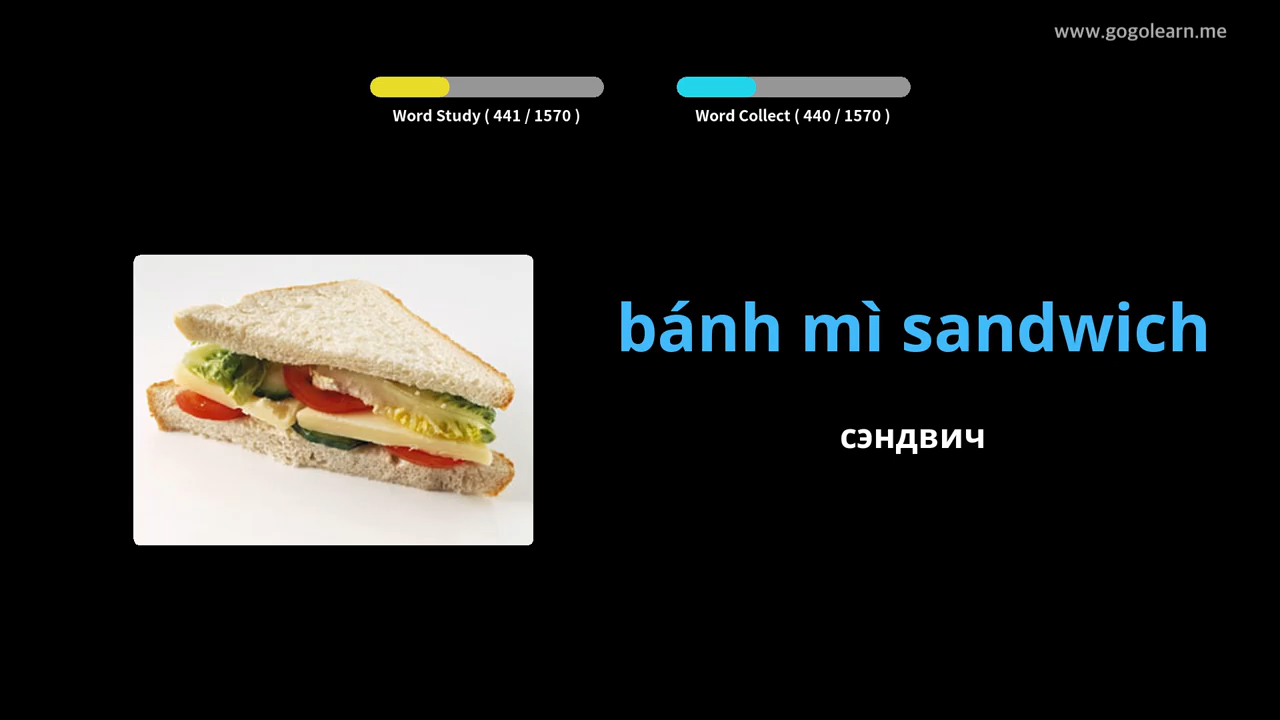 www.gogolearn.me
Word Study ( 441 / 1570 )
Word Collect ( 440 / 1570 )
bánh mì sandwich
сэндвич